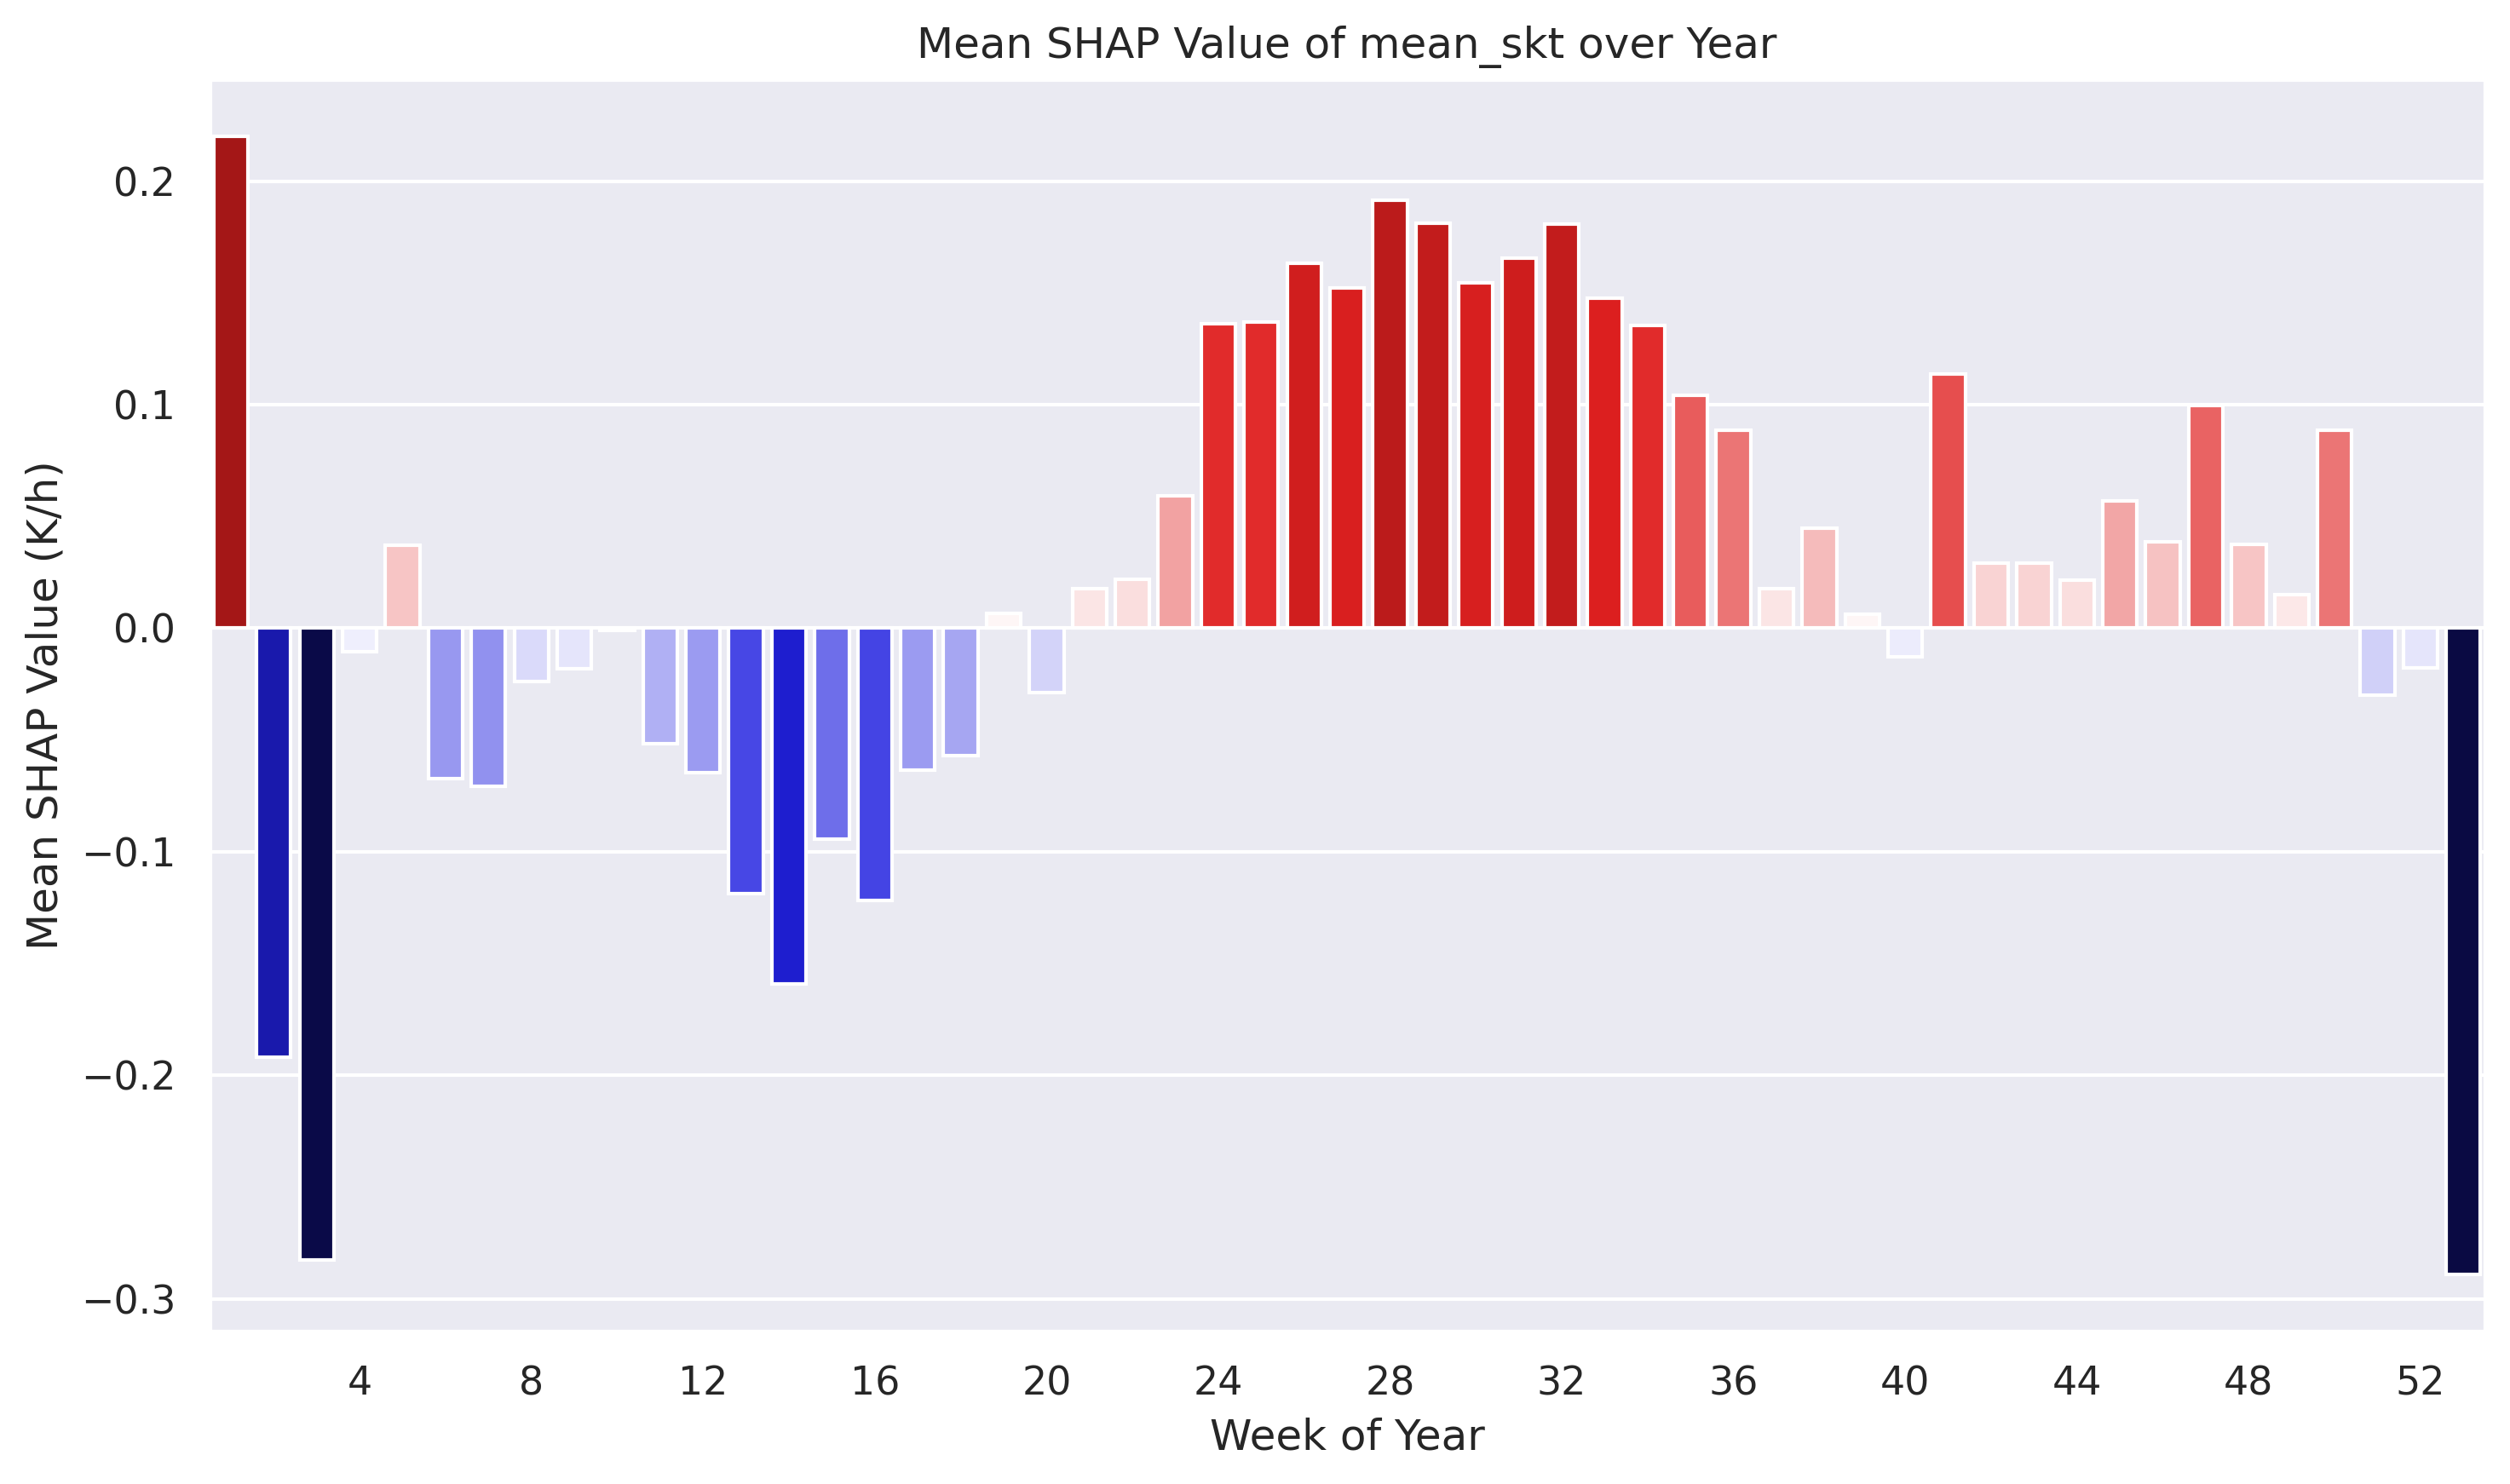 Mean SHAP Value of mean_skt over Year
Mean SHAP Value (K/h)
0.2
0.1
0.0
−0.1
−0.2
−0.3
4 8 12 16 20 24 28 32 36 40 44 48 52
Week of Year